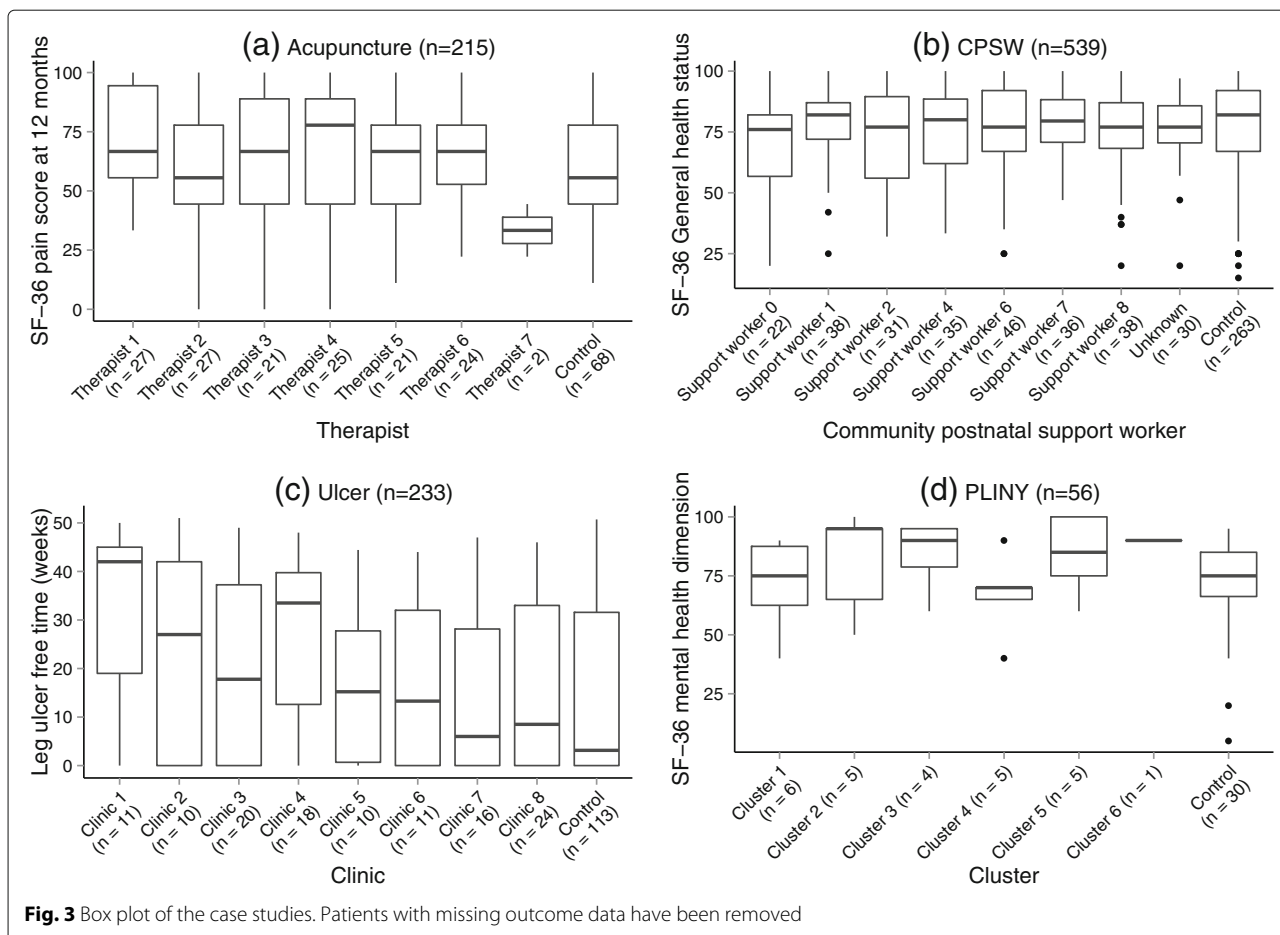 (a) Acupuncture (n=215)
SF–36 pain score at 12 months
100
75
50
25
0
Therapist 1
(n = 27)
Therapist 2
(n = 27)
Therapist 3
(n = 21)
Therapist 4
(n = 25)
Therapist 5
(n = 21)
Therapist 6
(n = 24)
Therapist 7
(n = 2)
Control
(n = 68)
Therapist
(b) CPSW (n=539)
SF–36 General health status
100
75
50
25
Support worker 0
(n = 22)
Support worker 1
(n = 38)
Support worker 2
(n = 31)
Support worker 4
(n = 35)
Support worker 6
(n = 46)
Support worker 7
(n = 36)
Support worker 8
(n = 38)
Unknown
(n = 30)
Control
(n = 263)
Community postnatal support worker
(c) Ulcer (n=233)
Leg ulcer free time (weeks)
50
40
30
20
10
0
Clinic 1
(n = 11)
Clinic 2
(n = 10)
Clinic 3
(n = 20)
Clinic 4
(n = 18)
Clinic 5
(n = 10)
Clinic 6
(n = 11)
Clinic 7
(n = 16)
Clinic 8
(n = 24)
Control
(n = 113)
Clinic
(d) PLINY (n=56)
SF–36 mental health dimension
100
75
50
25
Cluster 1
(n = 6)
Cluster 2 (n = 5)
Cluster 3 (n = 4)
Cluster 4 (n = 5)
Cluster 5 (n = 5)
Cluster 6 (n = 1)
Control
(n = 30)
Cluster
Fig. 3 Box plot of the case studies. Patients with missing outcome data have been removed